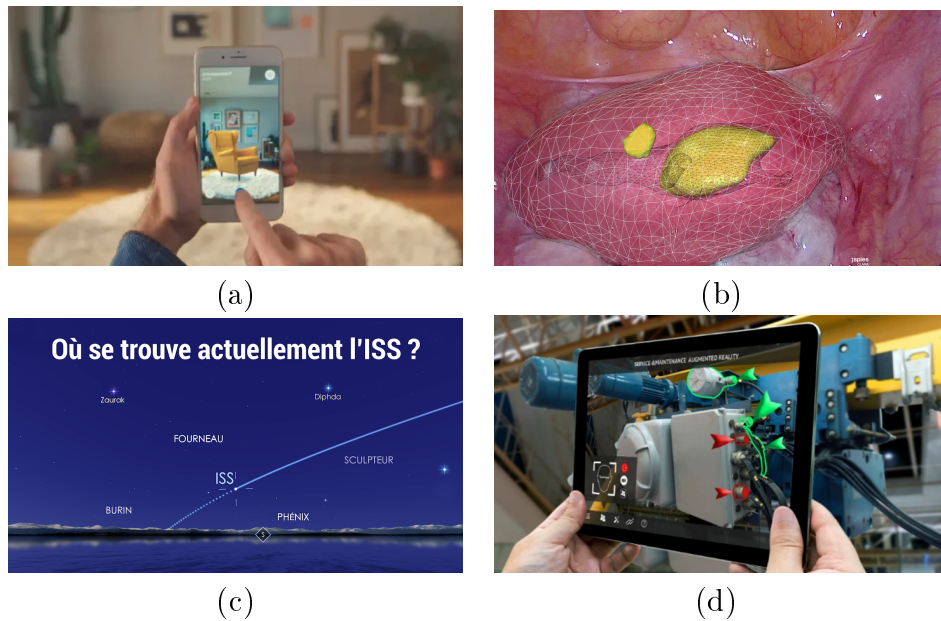 (a)
(b)
Où se trouve actuellement l'ISS ?
Zaurak
Diphda
FOURNEAU
SCULPTEUR
ISS
BURIN
PHÉNIX
S
SERVICE & MAINTENANCE AUGMENTED REALITY
(c)
(d)